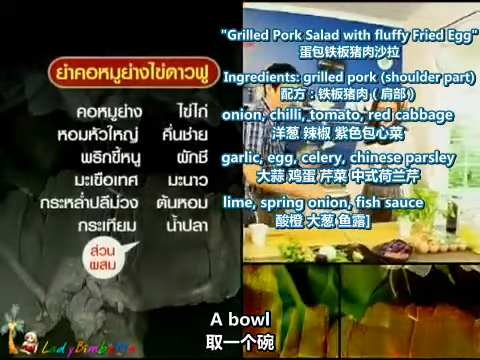 ยำคอหมูย่างไข่ดาวฟู
คอหมูย่าง ไข่ไก่
หอมหัวใหญ่ คื่นช่าย
พริกขี้หนู ผักชี
มะเขือเทศ มะนาว
กระหล่ำปลีม่วง ต้นหอม
กระเทียม น้ำปลา
ส่วน
ผสม
"Grilled Pork Salad with fluffy Fried Egg"
蛋包铁板猪肉沙拉
Ingredients: grilled pork (shoulder part)
配方：铁板猪肉（肩部）
onion, chilli, tomato, red cabbage
洋葱 辣椒 紫色包心菜
garlic, egg, celery, chinese parsley
大蒜 鸡蛋 芹菜 中式荷兰芹
lime, spring onion, fish sauce
酸橙 大葱 鱼露]
A bowl
取一个碗